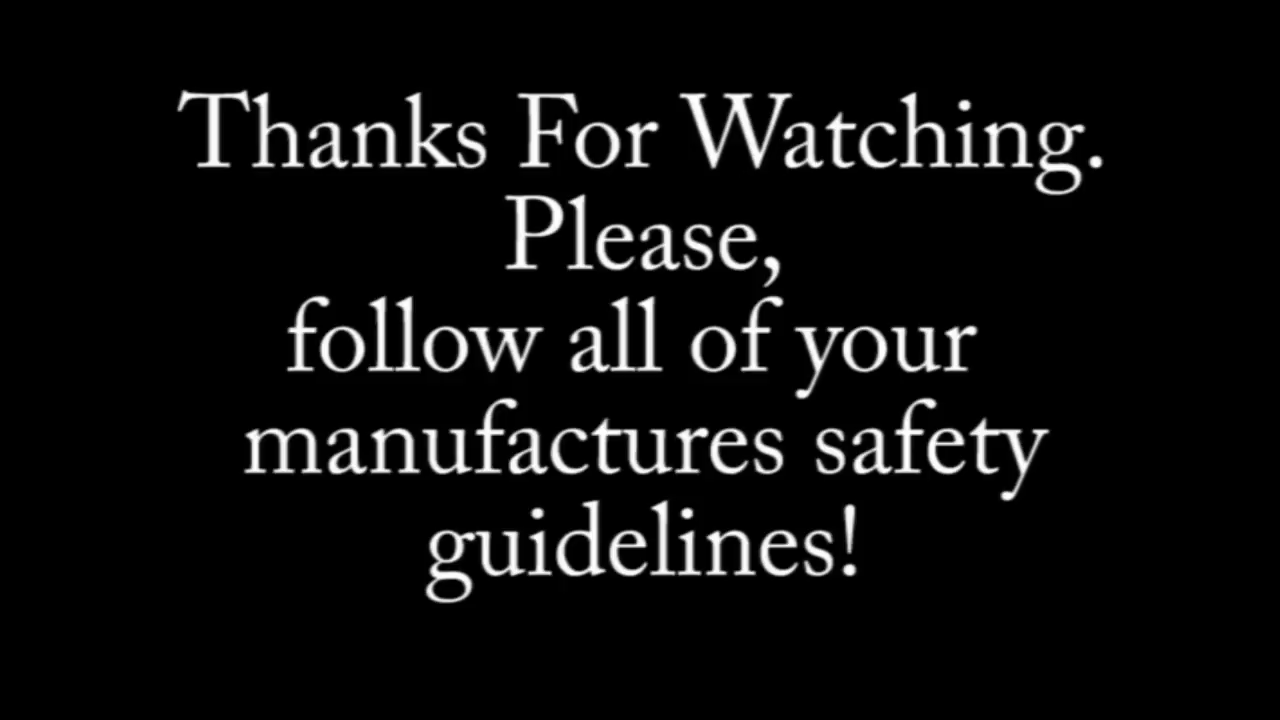 Thanks For Watching.
Please,
follow all of your
manufactures safety
guidelines!